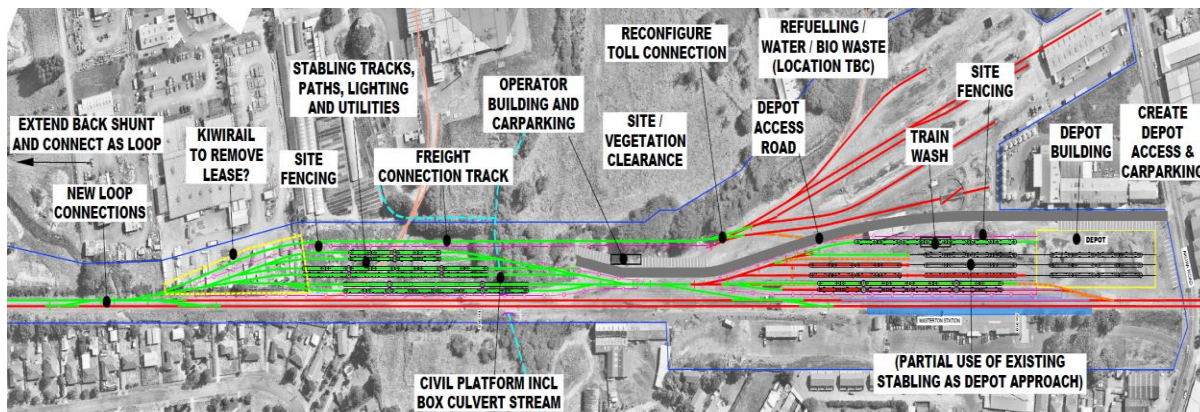 EXTEND BACK SHUNT
AND CONNECT AS LOOP
NEW LOOP
CONNECTIONS
KIWIRAIL
TO REMOVE
LEASE?
SITE
FENCING
STABLING TRACKS,
PATHS, LIGHTING
AND UTILITIES
FREIGHT
CONNECTION TRACK
OPERATOR
BUILDING AND
CARPARKING
CIVIL PLATFORM INCL
BOX CULVERT STREAM
SITE /
VEGETATION
CLEARANCE
RECONFIGURE
TOLL CONNECTION
REFUELLING /
WATER / BIO WASTE
(LOCATION TBC)
DEPOT
ACCESS
ROAD
TRAIN
WASH
SITE
FENCING
DEPOT
BUILDING
CREATE
DEPOT
ACCESS &
CARPARKING
DEPOT
MASTERTON STATION
(PARTIAL USE OF EXISTING
STABLING AS DEPOT APPROACH)